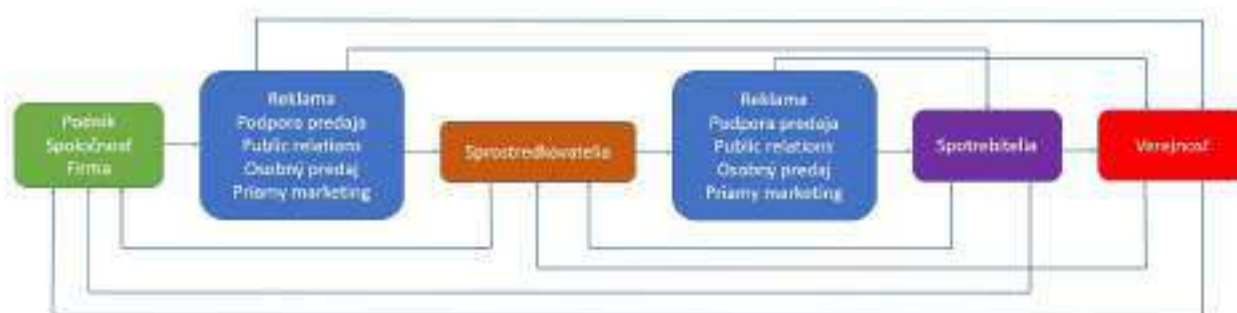 Podnik
Spoločnosť
Firma
Reklama
Podpora predaja
Public relations
Osobný predaj
Priamy marketing
Sprostredkovatelia
Reklama
Podpora predaja
Public relations
Osobný predaj
Priamy marketing
Spotrebitelia
Verejnosť